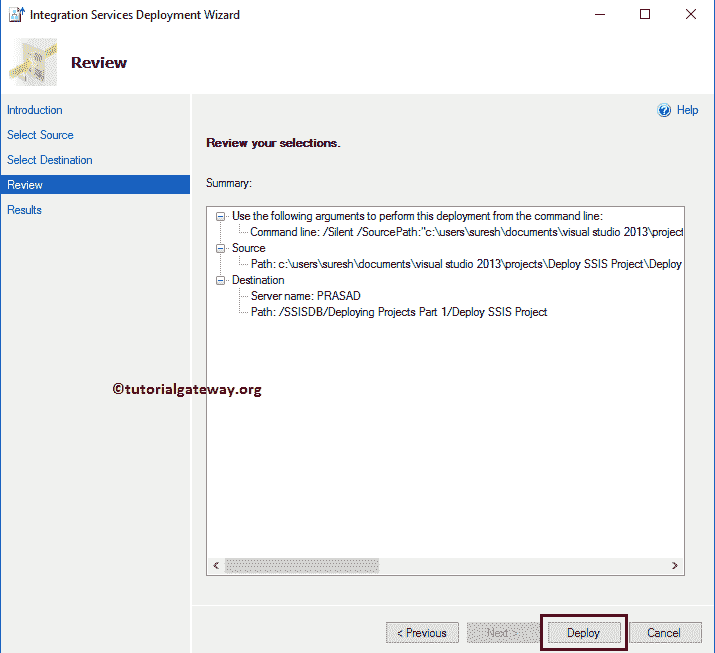 Integration Services Deployment Wizard
Review
Introduction
Select Source
Select Destination
Review
Results
Help
Review your selections.
Summary:
Use the following arguments to perform this deployment from the command line:
Command line: /Silent /SourcePath:"c:\users\suresh\documents\visual studio 2013\project
Source
Path: c:\users\suresh\documents\visual studio 2013\projects\Deploy SSIS Project\Deploy
Destination
Server name: PRASAD
Path: /SSISDB/Deploying Projects Part 1/Deploy SSIS Project
©tutorialgateway.org
< Previous
Next >
Deploy
Cancel